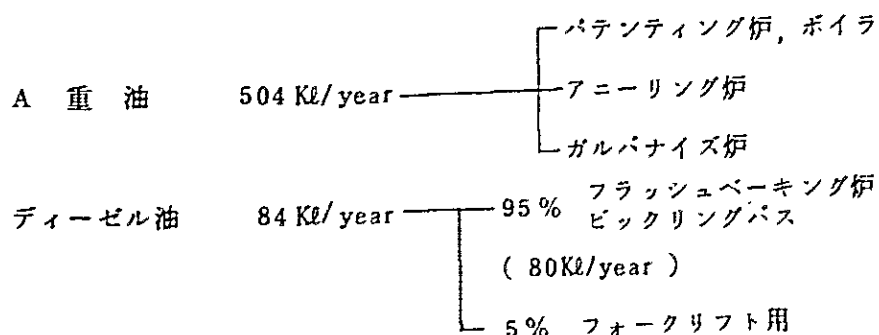 パテンティング炉, ボイラ
A 重 油 504 Kℓ/year アニーリング炉
ガルバナイズ炉
フラッシュベーキング炉
ディーゼル油 84 Kℓ/year 95% ピックリングバス
( 80Kℓ/year )
5% フォークリフト用